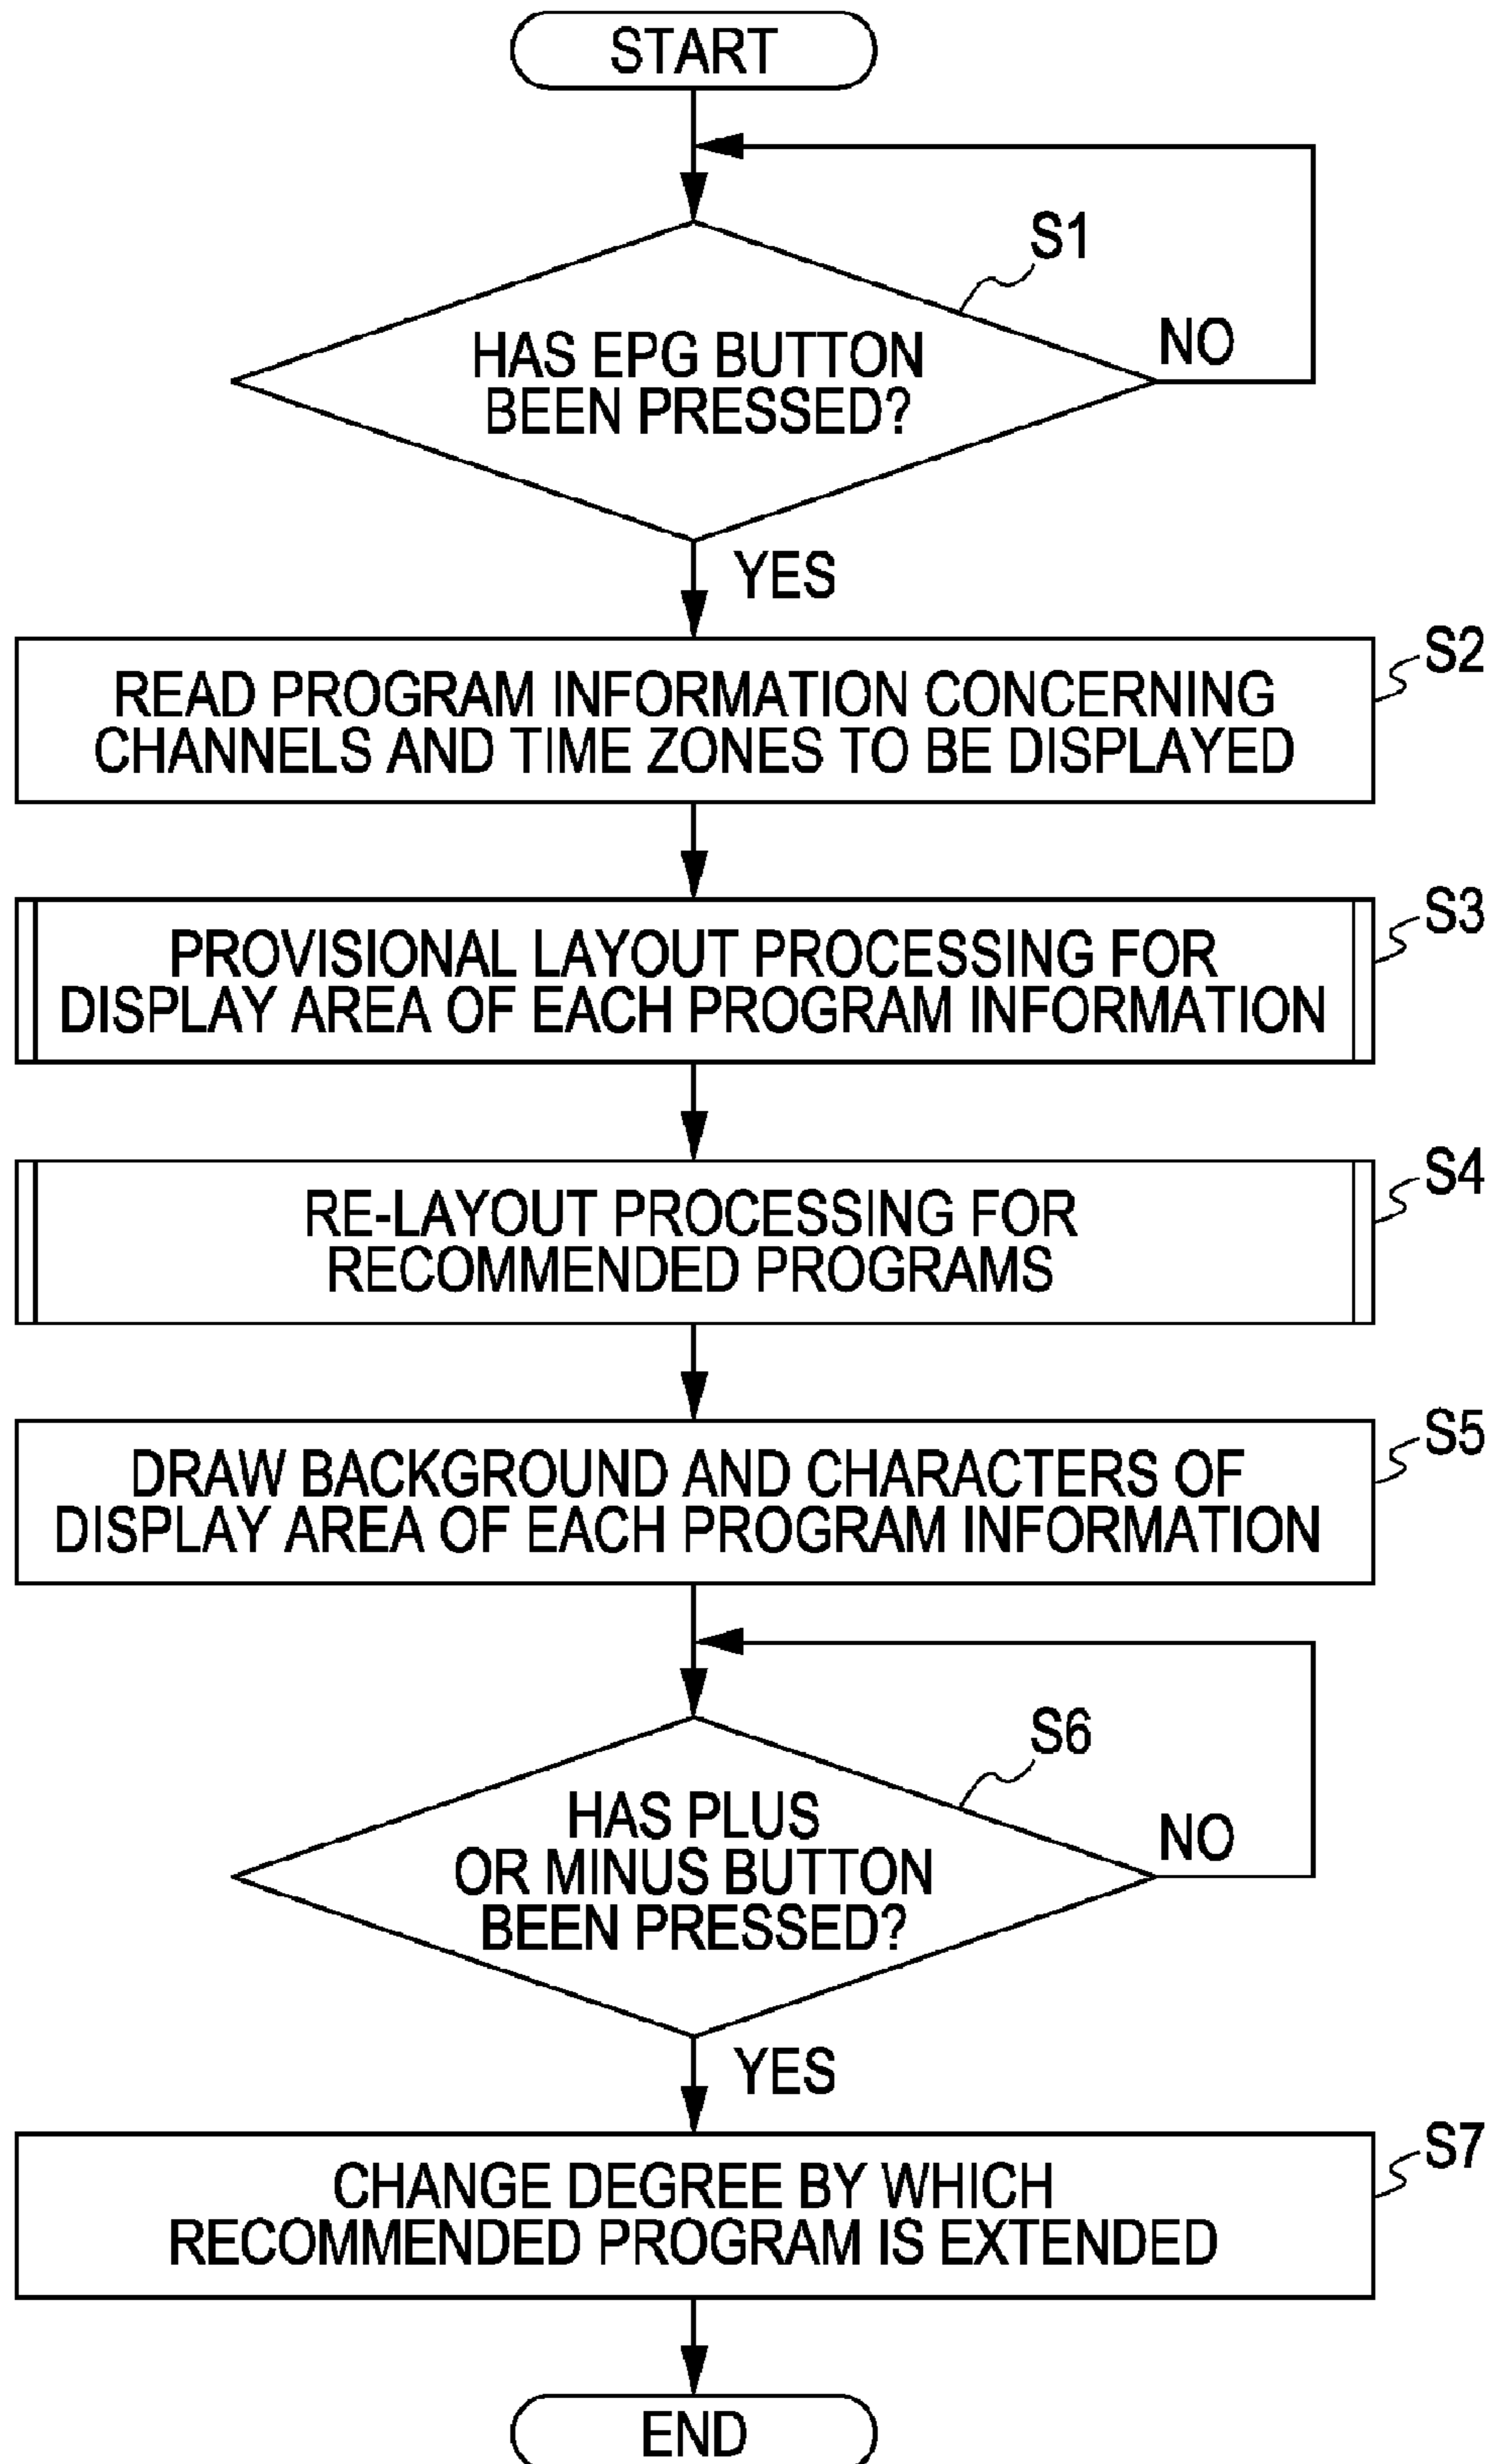 START
S1
HAS EPG BUTTON
BEEN PRESSED?
NO
YES
S2
READ PROGRAM INFORMATION CONCERNING
CHANNELS AND TIME ZONES TO BE DISPLAYED
S3
PROVISIONAL LAYOUT PROCESSING FOR
DISPLAY AREA OF EACH PROGRAM INFORMATION
S4
RE-LAYOUT PROCESSING FOR
RECOMMENDED PROGRAMS
S5
DRAW BACKGROUND AND CHARACTERS OF
DISPLAY AREA OF EACH PROGRAM INFORMATION
S6
HAS PLUS
OR MINUS BUTTON
BEEN PRESSED?
NO
YES
S7
CHANGE DEGREE BY WHICH
RECOMMENDED PROGRAM IS EXTENDED
END